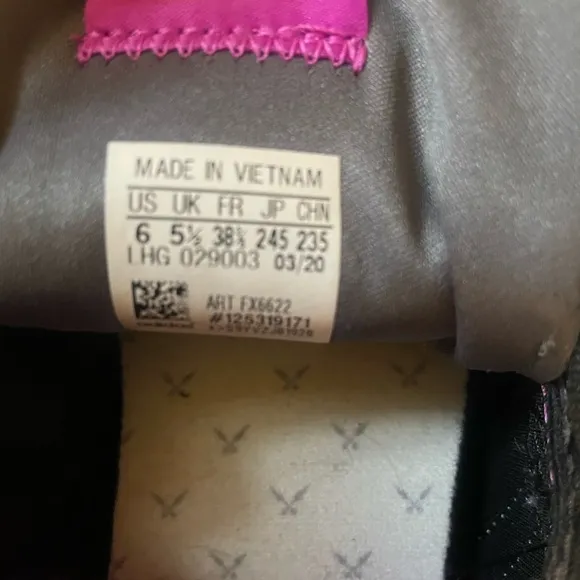 MADE IN VIETNAM
US UK FR JP CHN
6 5½ 38⅔ 245 235
LHG 029003 03/20
ART FX6622
#125319171